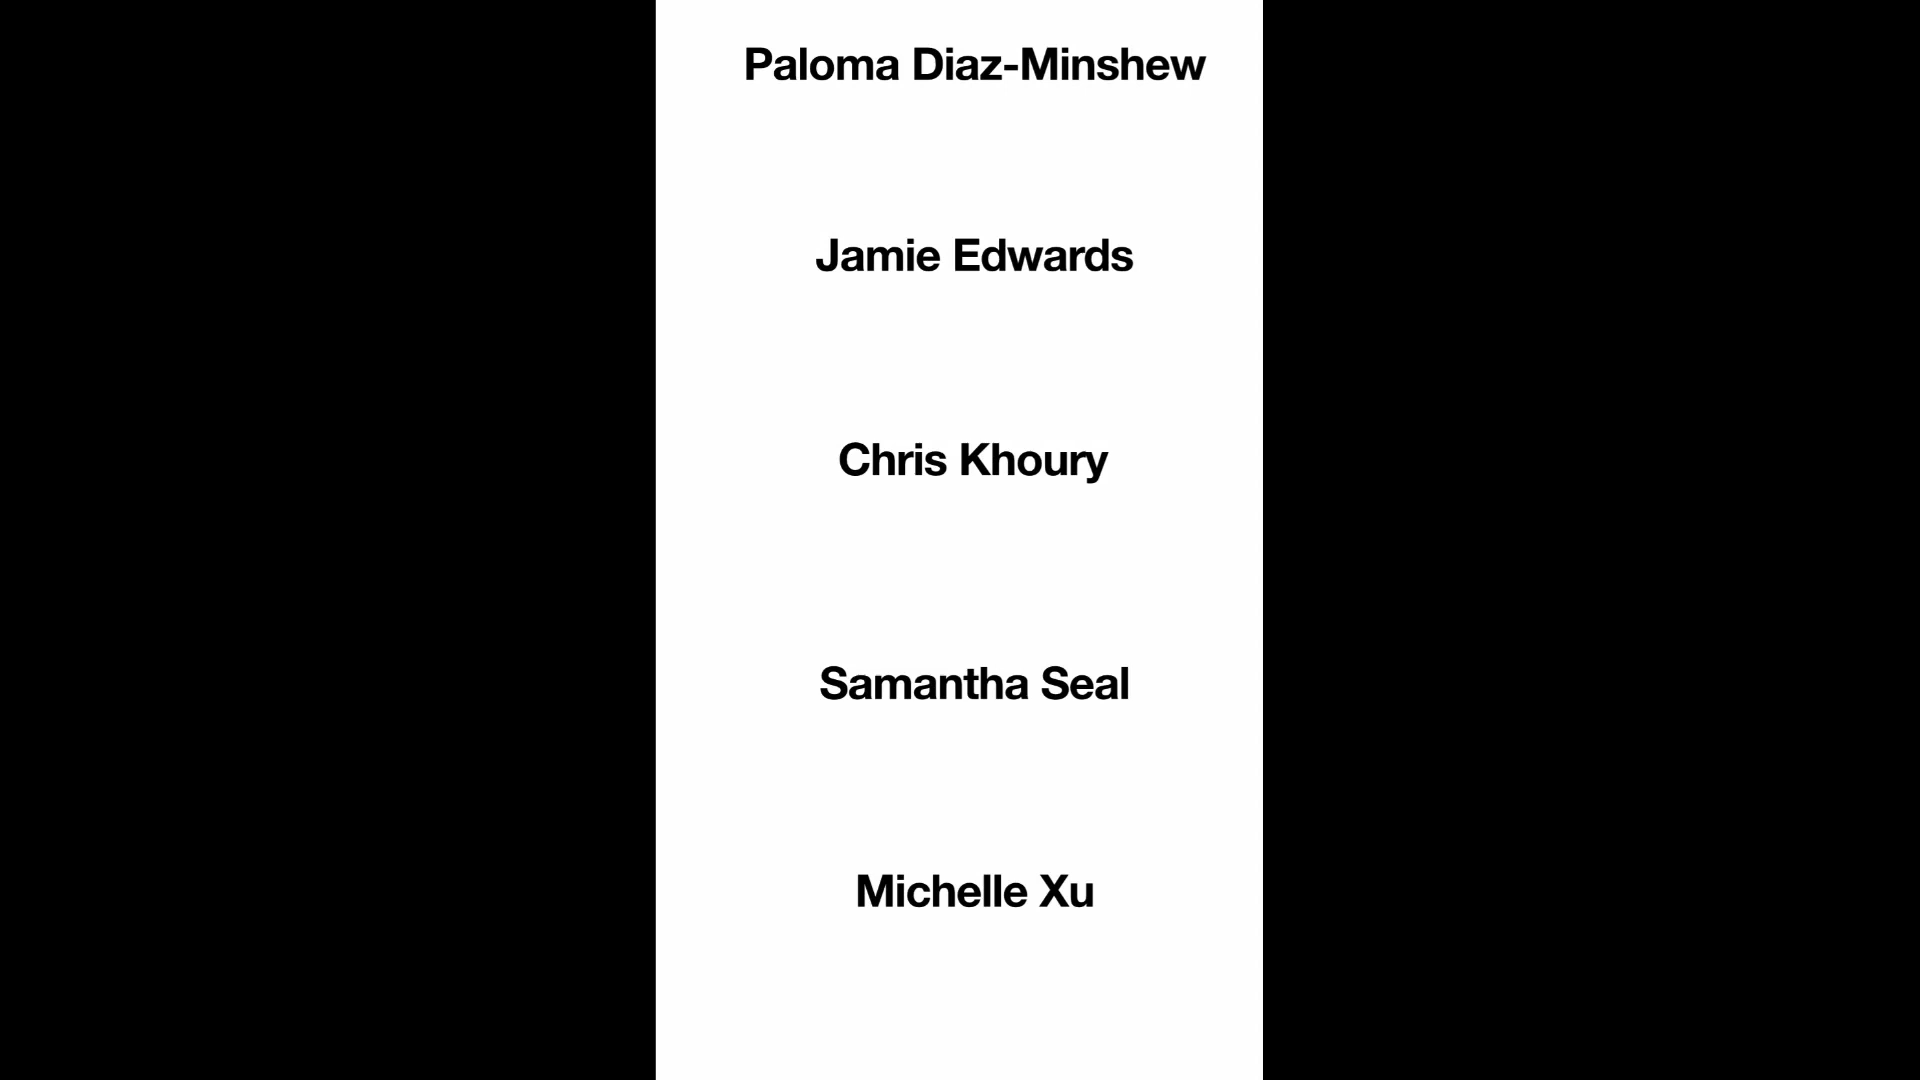 Paloma Diaz-Minshew
Jamie Edwards
Chris Khoury
Samantha Seal
Michelle Xu